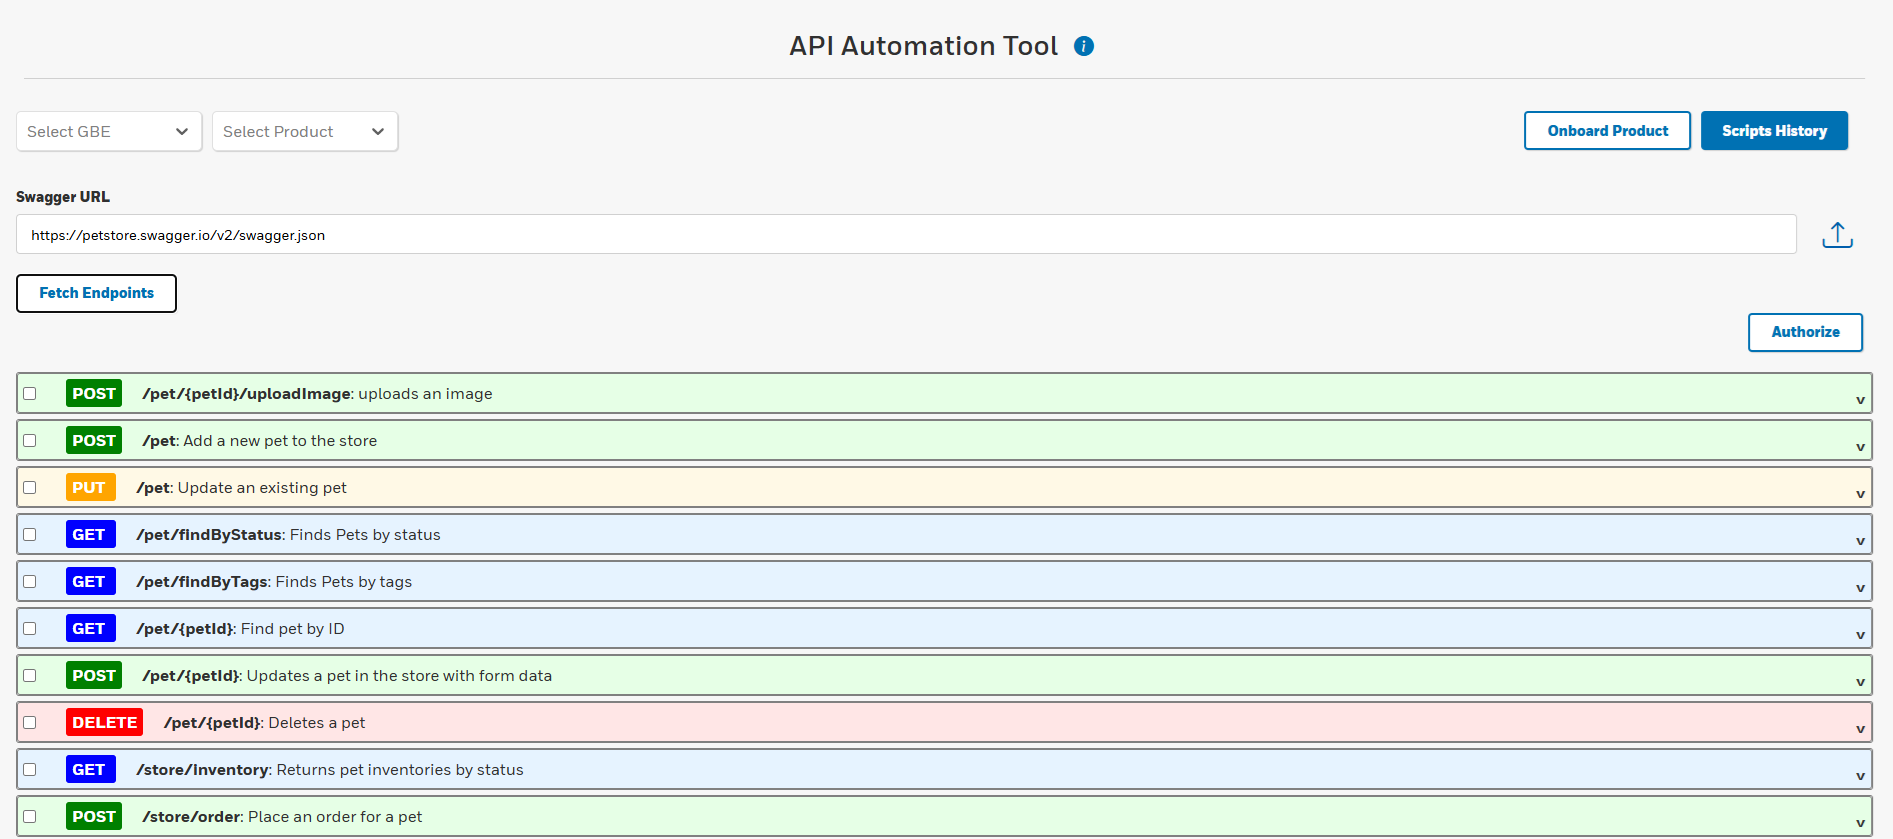 API Automation Tool i
Select GBE Select Product Onboard Product Scripts History
Swagger URL
https://petstore.swagger.io/v2/swagger.json
Fetch Endpoints
Authorize
POST /pet/{petId}/uploadImage: uploads an image v
POST /pet: Add a new pet to the store v
PUT /pet: Update an existing pet v
GET /pet/findByStatus: Finds Pets by status v
GET /pet/findByTags: Finds Pets by tags v
GET /pet/{petId}: Find pet by ID v
POST /pet/{petId}: Updates a pet in the store with form data v
DELETE /pet/{petId}: Deletes a pet v
GET /store/inventory: Returns pet inventories by status v
POST /store/order: Place an order for a pet v